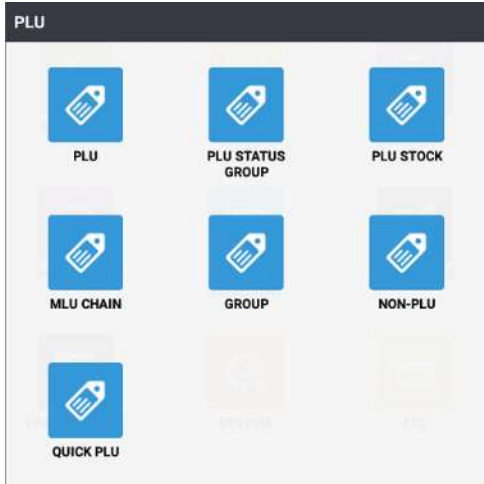 PLU
PLU
PLU STATUS
GROUP
PLU STOCK
MLU CHAIN
GROUP
NON-PLU
QUICK PLU